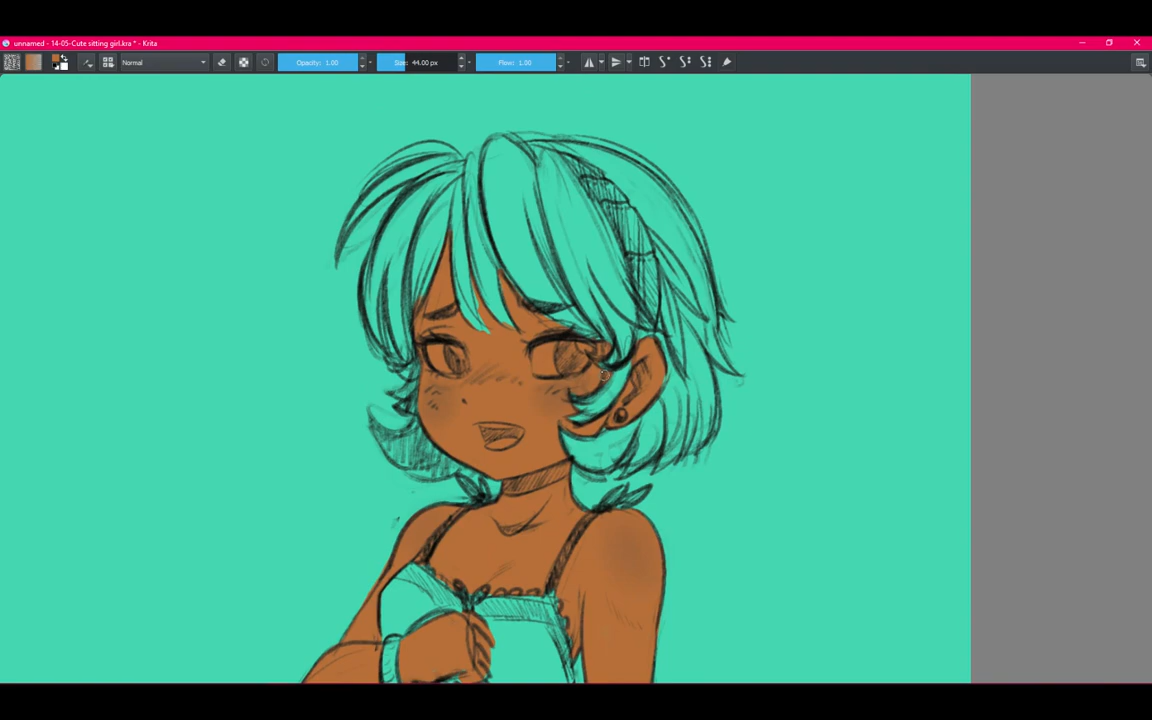 unnamed - 14-05-Cute sitting girl.kra * - Krita
Normal
Opacity: 1.00
Size: 44.00 px
Flow: 1.00